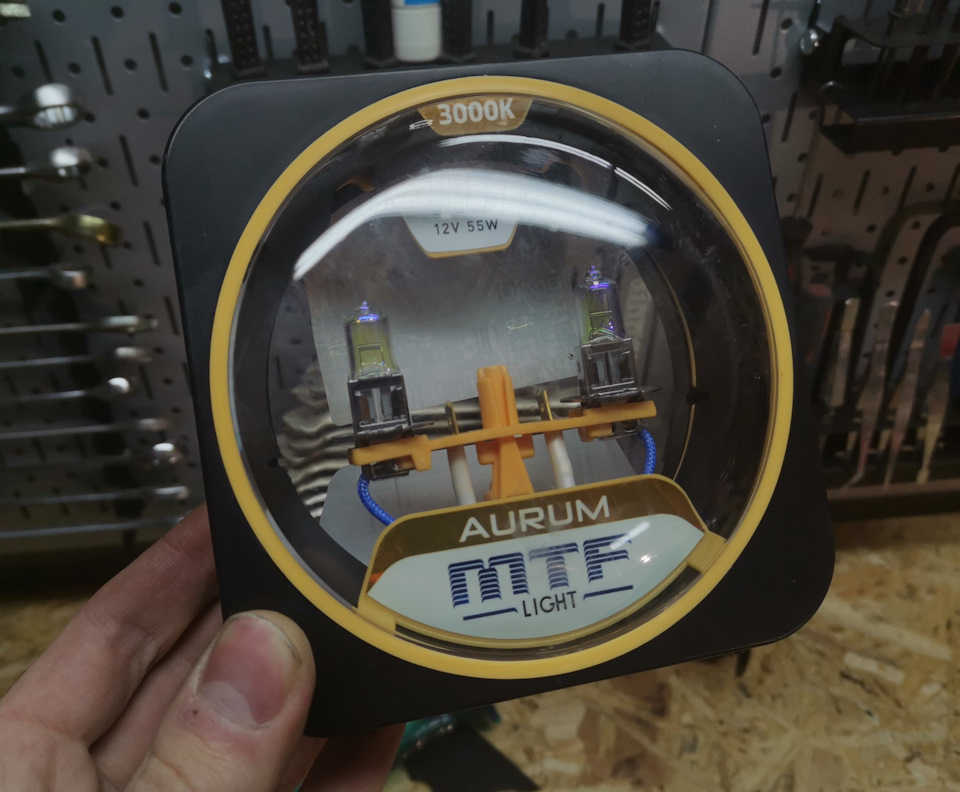 3000K
12V 55W
AURUM
MTF
LIGHT